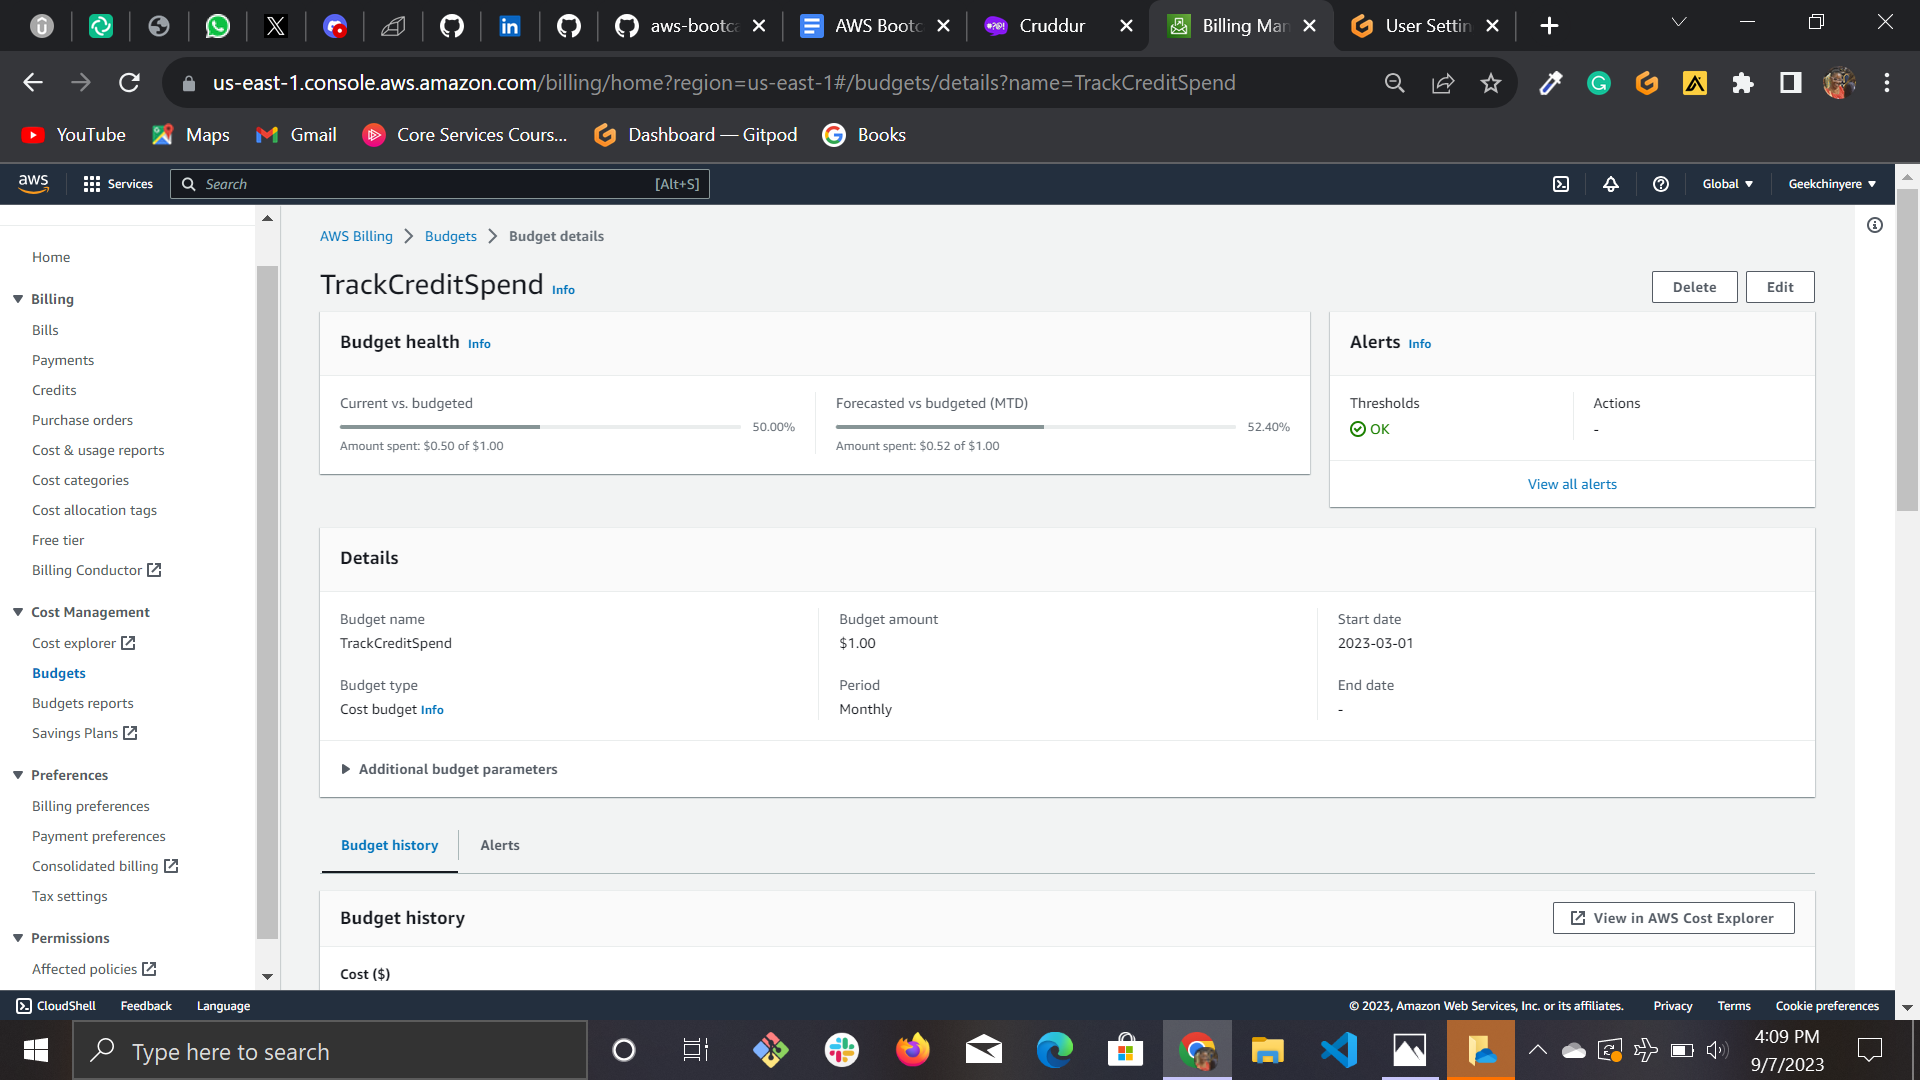 aws-bootca
AWS Bootc
Cruddur
Billing Man
User Settin
us-east-1.console.aws.amazon.com/billing/home?region=us-east-1#/budgets/details?name=TrackCreditSpend
YouTube
Maps
Gmail
Core Services Cours...
Dashboard — Gitpod
Books
aws
Services
Search
[Alt+S]
Global
Geekchinyere
Home
Billing
Bills
Payments
Credits
Purchase orders
Cost & usage reports
Cost categories
Cost allocation tags
Free tier
Billing Conductor
Cost Management
Cost explorer
Budgets
Budgets reports
Savings Plans
Preferences
Billing preferences
Payment preferences
Consolidated billing
Tax settings
Permissions
Affected policies
AWS Billing
Budgets
Budget details
TrackCreditSpend Info
Delete
Edit
Budget health Info
Current vs. budgeted
50.00%
Amount spent: $0.50 of $1.00
Forecasted vs budgeted (MTD)
52.40%
Amount spent: $0.52 of $1.00
Alerts Info
Thresholds
OK
Actions
-
View all alerts
Details
Budget name
TrackCreditSpend
Budget type
Cost budget Info
Budget amount
$1.00
Period
Monthly
Start date
2023-03-01
End date
-
Additional budget parameters
Budget history
Alerts
Budget history
View in AWS Cost Explorer
Cost ($)
CloudShell
Feedback
Language
© 2023, Amazon Web Services, Inc. or its affiliates.
Privacy
Terms
Cookie preferences
Type here to search
4:09 PM
9/7/2023